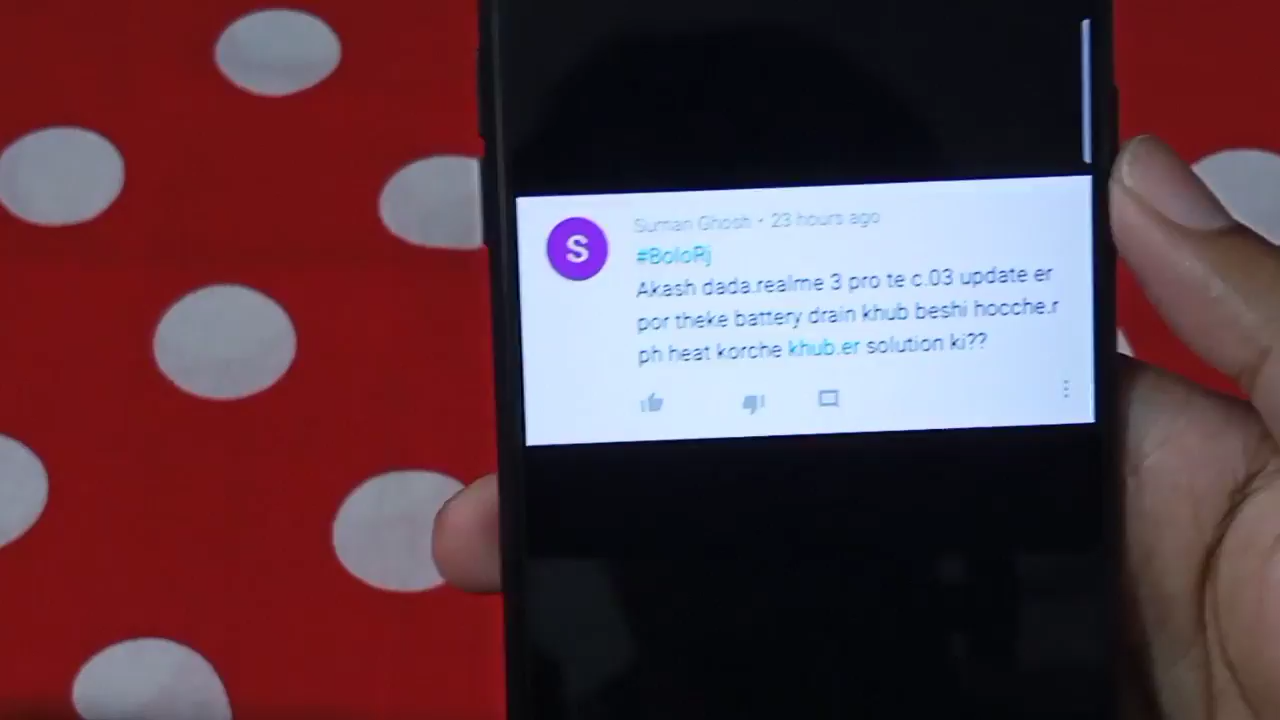 S
Suman Ghosh • 23 hours ago
#BoloRj
Akash dada.realme 3 pro te c.03 update er
por theke battery drain khub beshi hocche.r
ph heat korche khub.er solution ki??